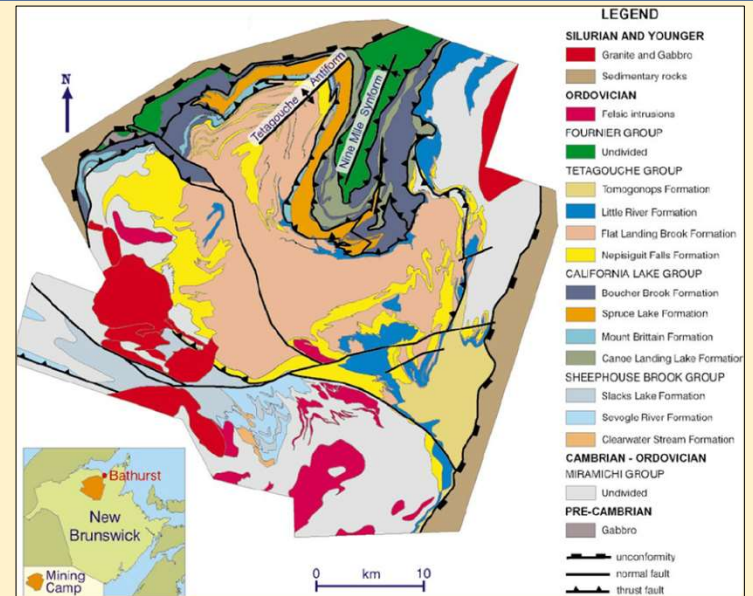 N
Tetagouche Antiform
Nine Mile Synform
Bathurst
New
Brunswick
Mining
Camp
0 km 10
LEGEND
SILURIAN AND YOUNGER
Granite and Gabbro
Sedimentary rocks
ORDOVICIAN
Felsic intrusions
FOURNIER GROUP
Undivided
TETAGOUCHE GROUP
Tomogonops Formation
Little River Formation
Flat Landing Brook Formation
Nepisiguit Falls Formation
CALIFORNIA LAKE GROUP
Boucher Brook Formation
Spruce Lake Formation
Mount Brittain Formation
Canoe Landing Lake Formation
SHEEPHOUSE BROOK GROUP
Slacks Lake Formation
Sevogle River Formation
Clearwater Stream Formation
CAMBRIAN - ORDOVICIAN
MIRAMICHI GROUP
Undivided
PRE-CAMBRIAN
Gabbro
unconformity
normal fault
thrust fault